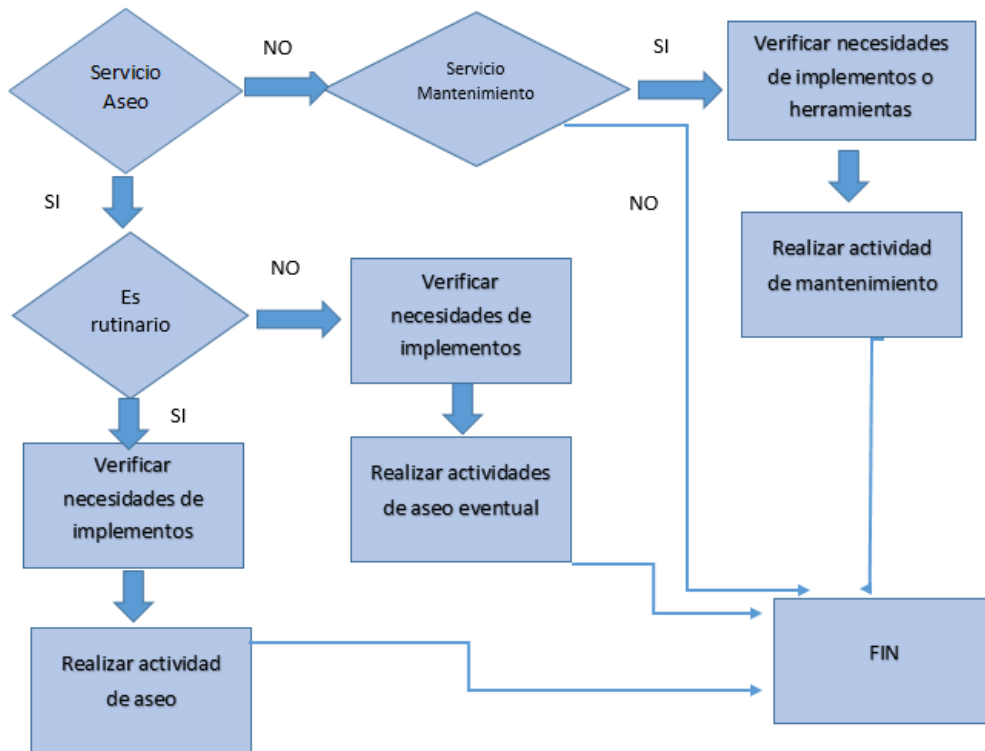 Servicio
Aseo
NO
Servicio
Mantenimiento
SI
Verificar necesidades
de implementos o
herramientas
SI
NO
Realizar actividad
de mantenimiento
Es
rutinario
NO
Verificar
necesidades de
implementos
SI
Verificar
necesidades de
implementos
Realizar actividades
de aseo eventual
Realizar actividad
de aseo
FIN